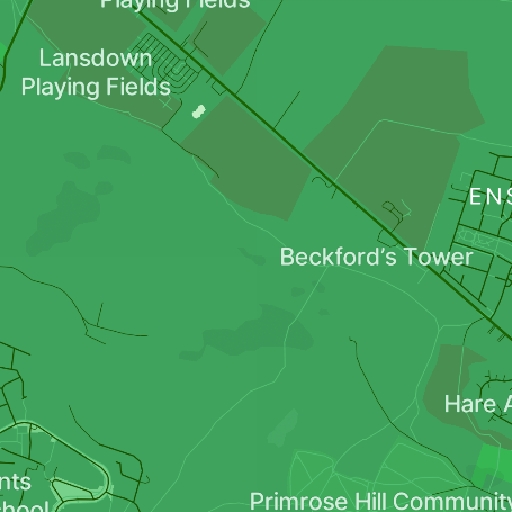 Playing Fields
Lansdown
Playing Fields
ENS
Beckford's Tower
Hare A
nts
chool
Primrose Hill Community